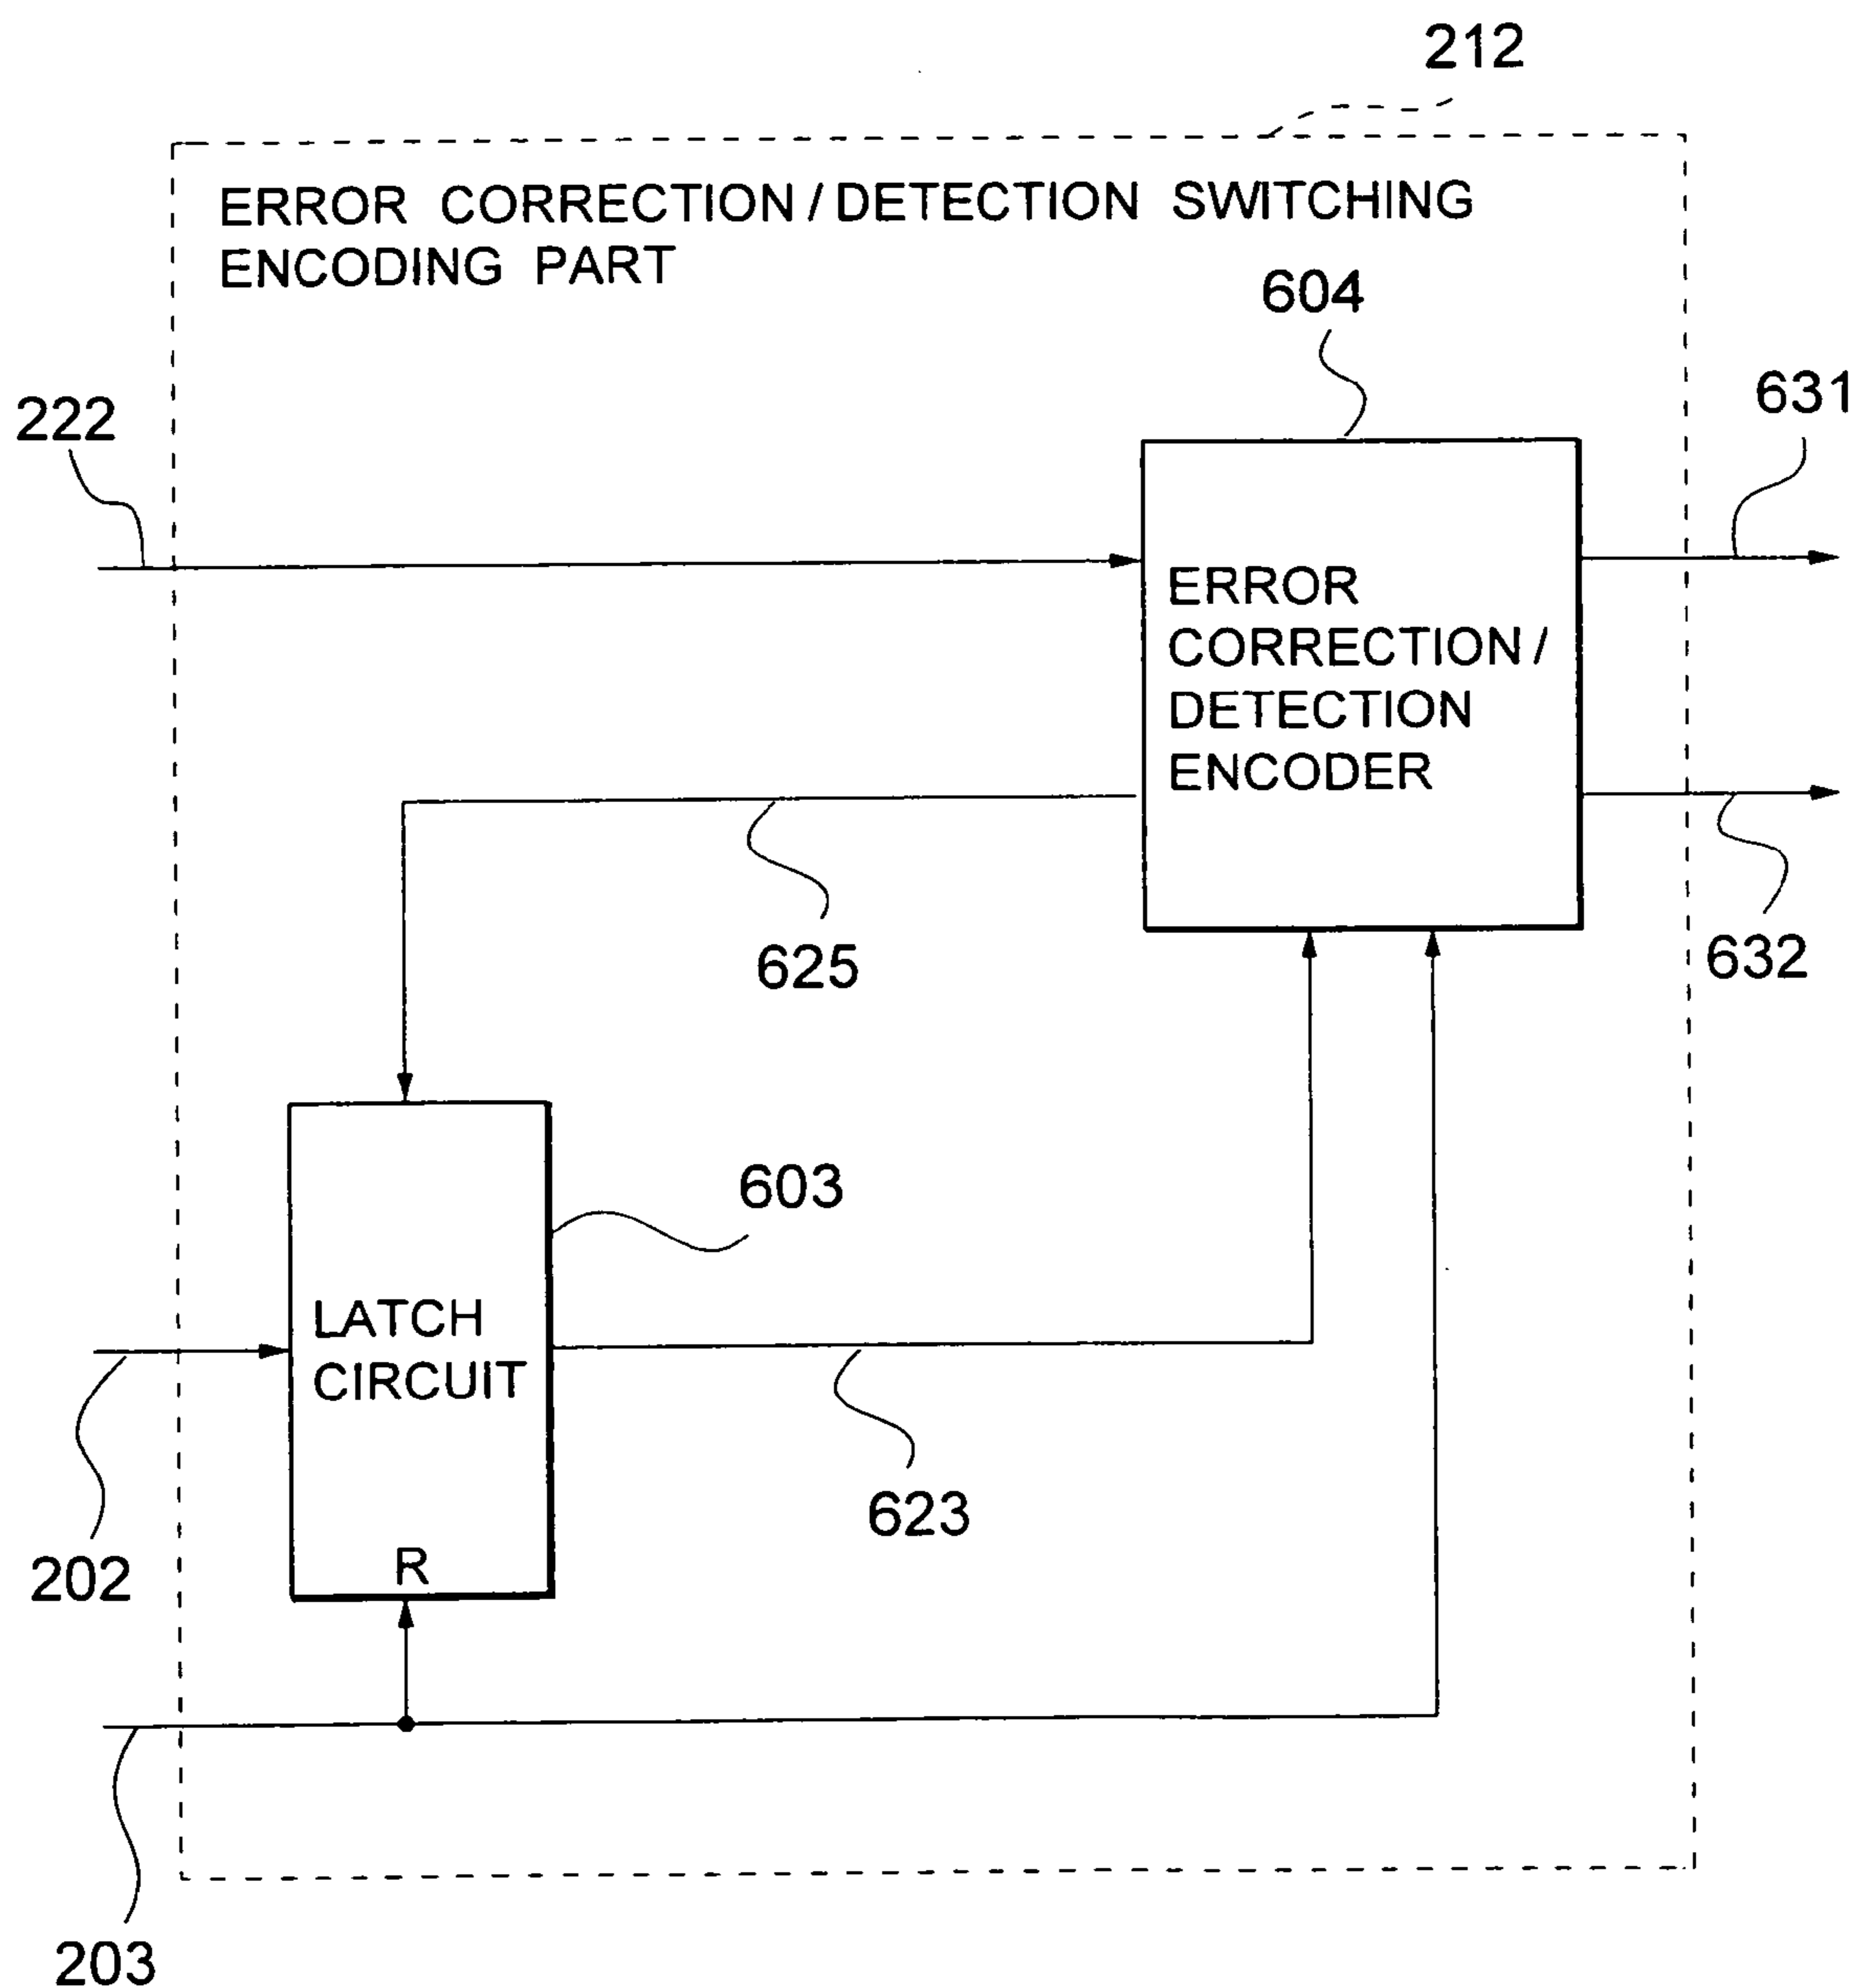 212
ERROR CORRECTION / DETECTION SWITCHING
ENCODING PART
604
222
631
ERROR
CORRECTION /
DETECTION
ENCODER
625
632
603
LATCH
CIRCUIT
623
R
202
203